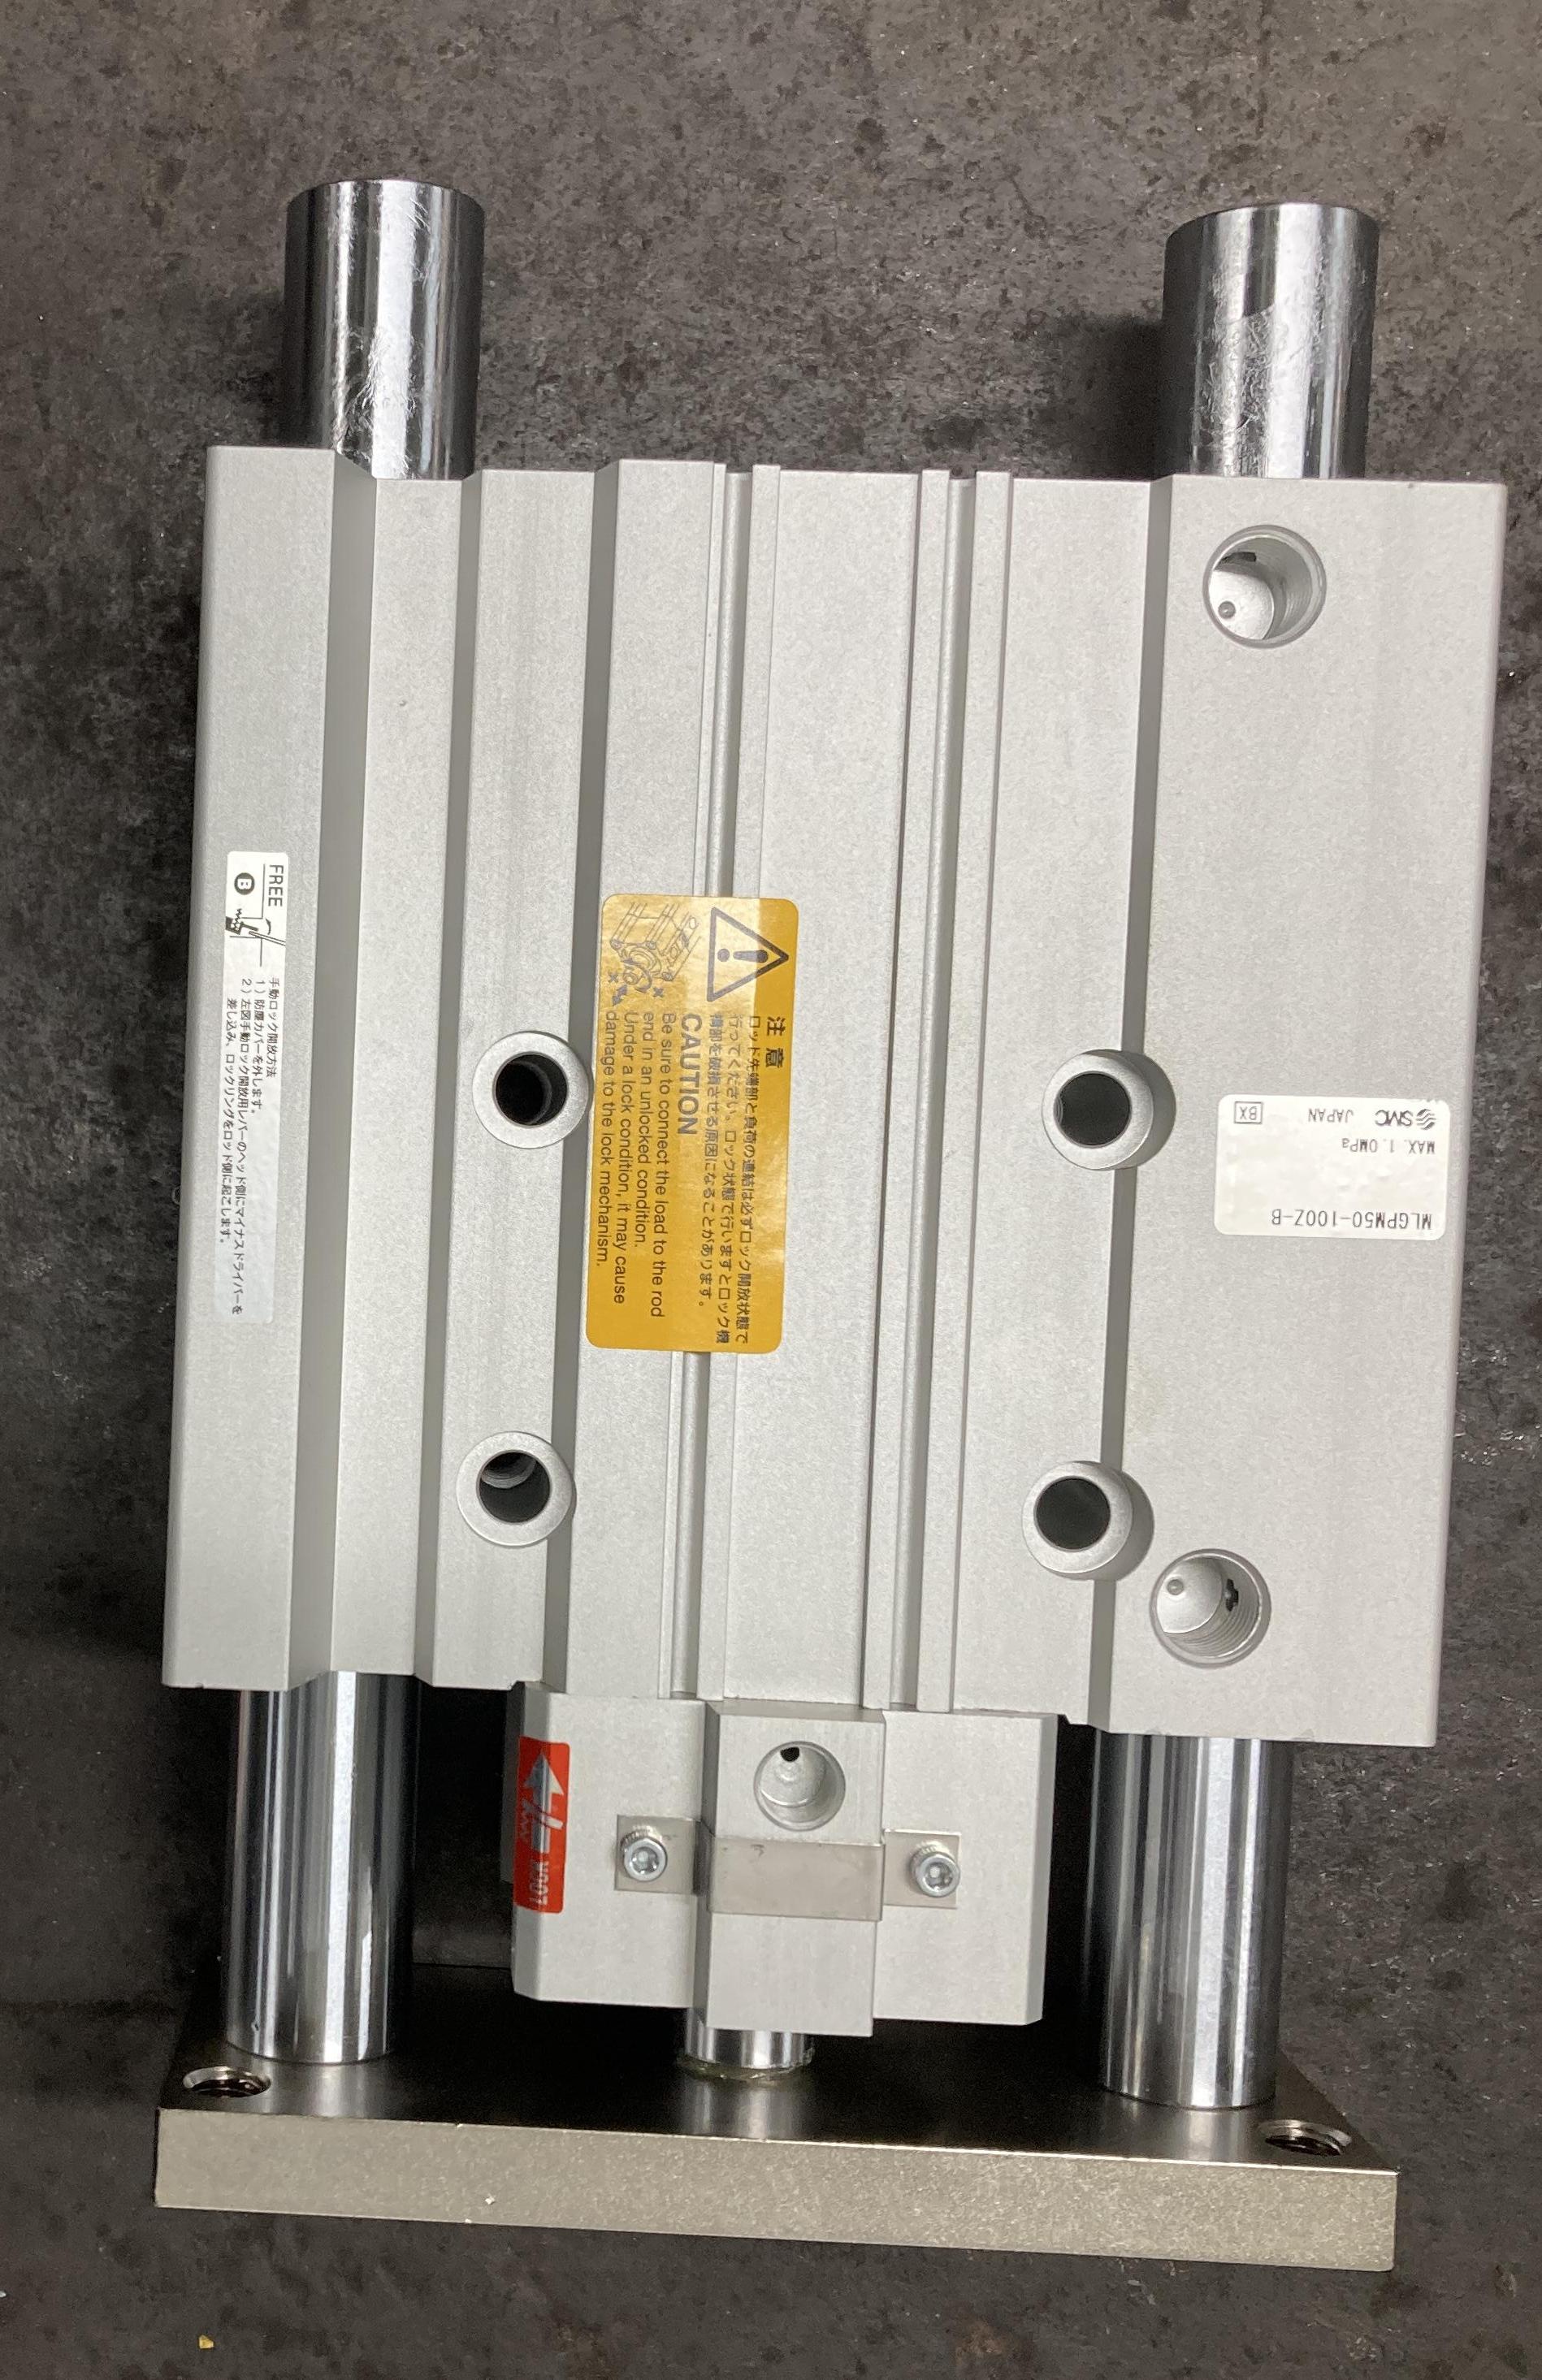 FREE
B
手動ロック開放方法
1) 防塵カバーを外します。
2) 左図手動ロック開放用レバーのヘッド側にマイナスドライバーを
差し込み、ロックリングをロッド側に起こします。
注 意
ロッド先端部と負荷の連結は必ずロック開放状態で
行ってください。ロック状態で行いますとロック機
構部を破損させる原因になることがあります。
CAUTION
Be sure to connect the load to the rod
end in an unlocked condition.
Under a lock condition, it may cause
damage to the lock mechanism.
MLGPM50-100Z-B
MAX. 1.0MPa
SMC JAPAN BX
LOCK